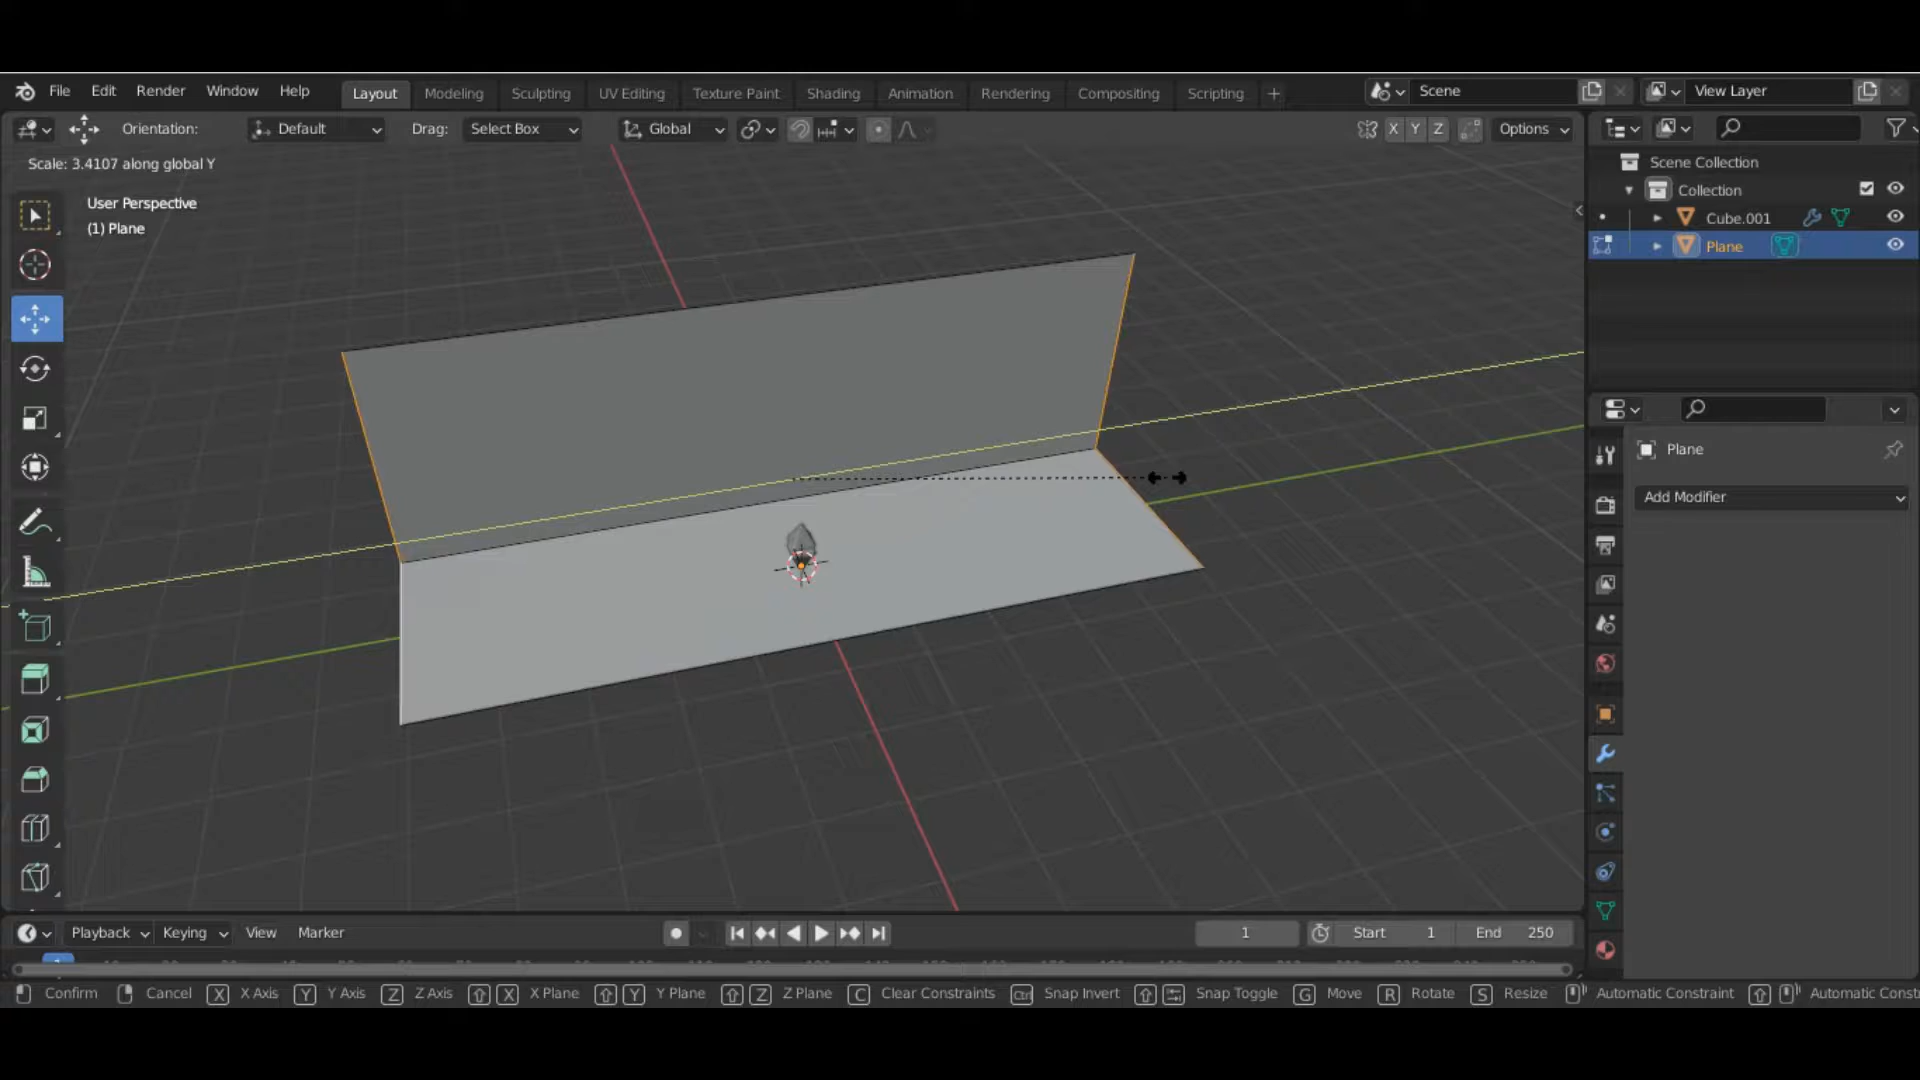 File Edit Render Window Help Layout Modeling Sculpting UV Editing Texture Paint Shading Animation Rendering Compositing Scripting + Scene View Layer
Orientation: Default Drag: Select Box Global X Y Z Options
Scale: 3.4107 along global Y
User Perspective
(1) Plane
Scene Collection
Collection
Cube.001
Plane
Plane
Add Modifier
Playback Keying View Marker 1 Start 1 End 250
Confirm Cancel X X Axis Y Y Axis Z Z Axis X X Plane Y Y Plane Z Z Plane C Clear Constraints Ctrl Snap Invert Snap Toggle G Move R Rotate S Resize Automatic Constraint Automatic Const